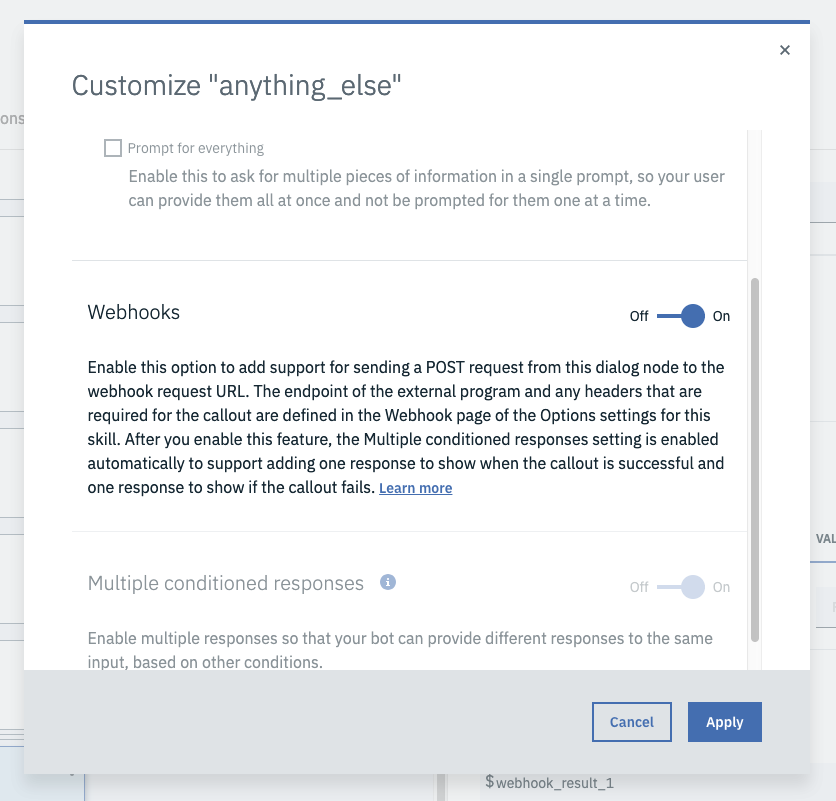 ×
Customize "anything_else"
ons
Prompt for everything
Enable this to ask for multiple pieces of information in a single prompt, so your user
can provide them all at once and not be prompted for them one at a time.
Webhooks
Off On
Enable this option to add support for sending a POST request from this dialog node to the
webhook request URL. The endpoint of the external program and any headers that are
required for the callout are defined in the Webhook page of the Options settings for this
skill. After you enable this feature, the Multiple conditioned responses setting is enabled
automatically to support adding one response to show when the callout is successful and
one response to show if the callout fails. Learn more
VAL
Multiple conditioned responses i
Off On
Enable multiple responses so that your bot can provide different responses to the same
input, based on other conditions.
Cancel Apply
$ webhook_result_1